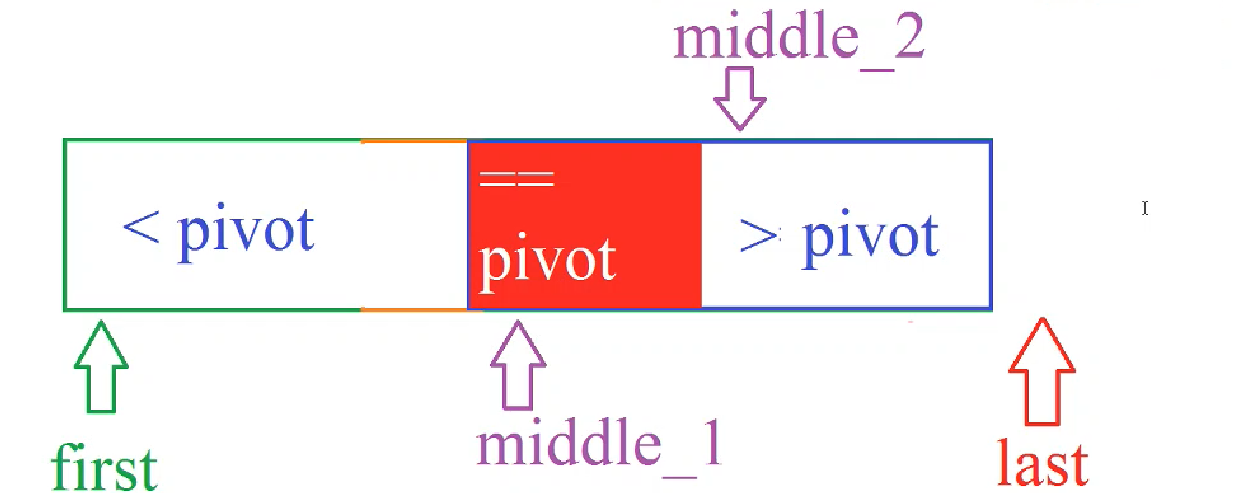 middle_2
==
< pivot
pivot
> pivot
first
middle_1
last